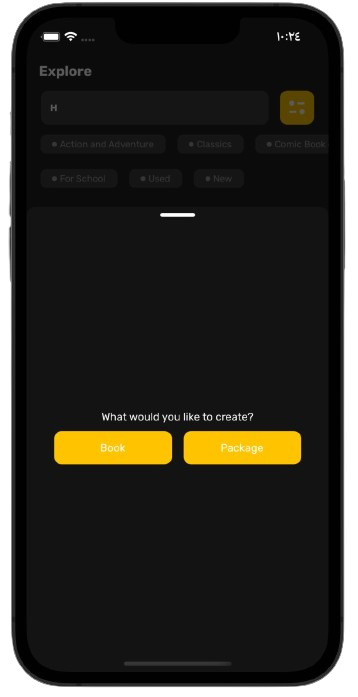 ١٠:٢٤
Explore
H
Action and Adventure
Classics
Comic Book
For School
Used
New
What would you like to create?
Book
Package